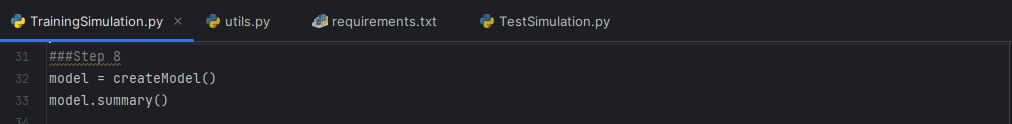 TrainingSimulation.py × utils.py requirements.txt TestSimulation.py
31 ###Step 8
32 model = createModel()
33 model.summary()
34